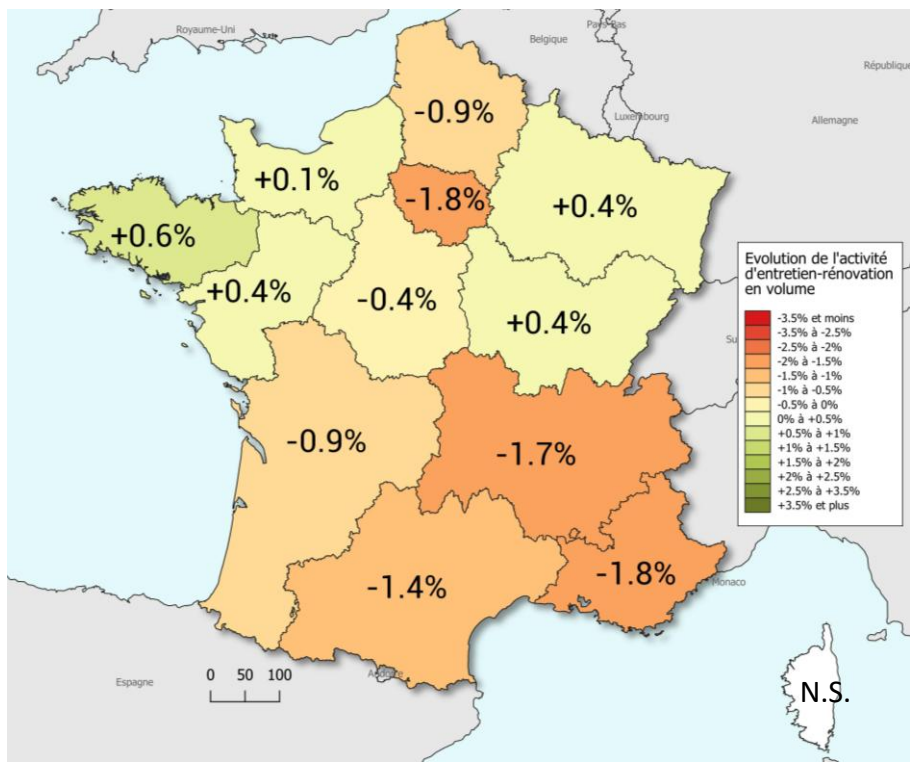 Royaume-Uni
Pays-Bas
Belgique
République
Luxembourg
Allemagne
-0.9%
+0.1%
-1.8%
+0.4%
+0.6%
+0.4%
-0.4%
+0.4%
-0.9%
-1.7%
-1.4%
-1.8%
Evolution de l'activité
d'entretien-rénovation
en volume
-3.5% et moins
-3.5% à -2.5%
-2.5% à -2%
-2% à -1.5%
-1.5% à -1%
-1% à -0.5%
-0.5% à 0%
0% à +0.5%
+0.5% à +1%
+1% à +1.5%
+1.5% à +2%
+2% à +2.5%
+2.5% à +3.5%
+3.5% et plus
Su
Monaco
Andorre
Espagne
0 50 100
N.S.